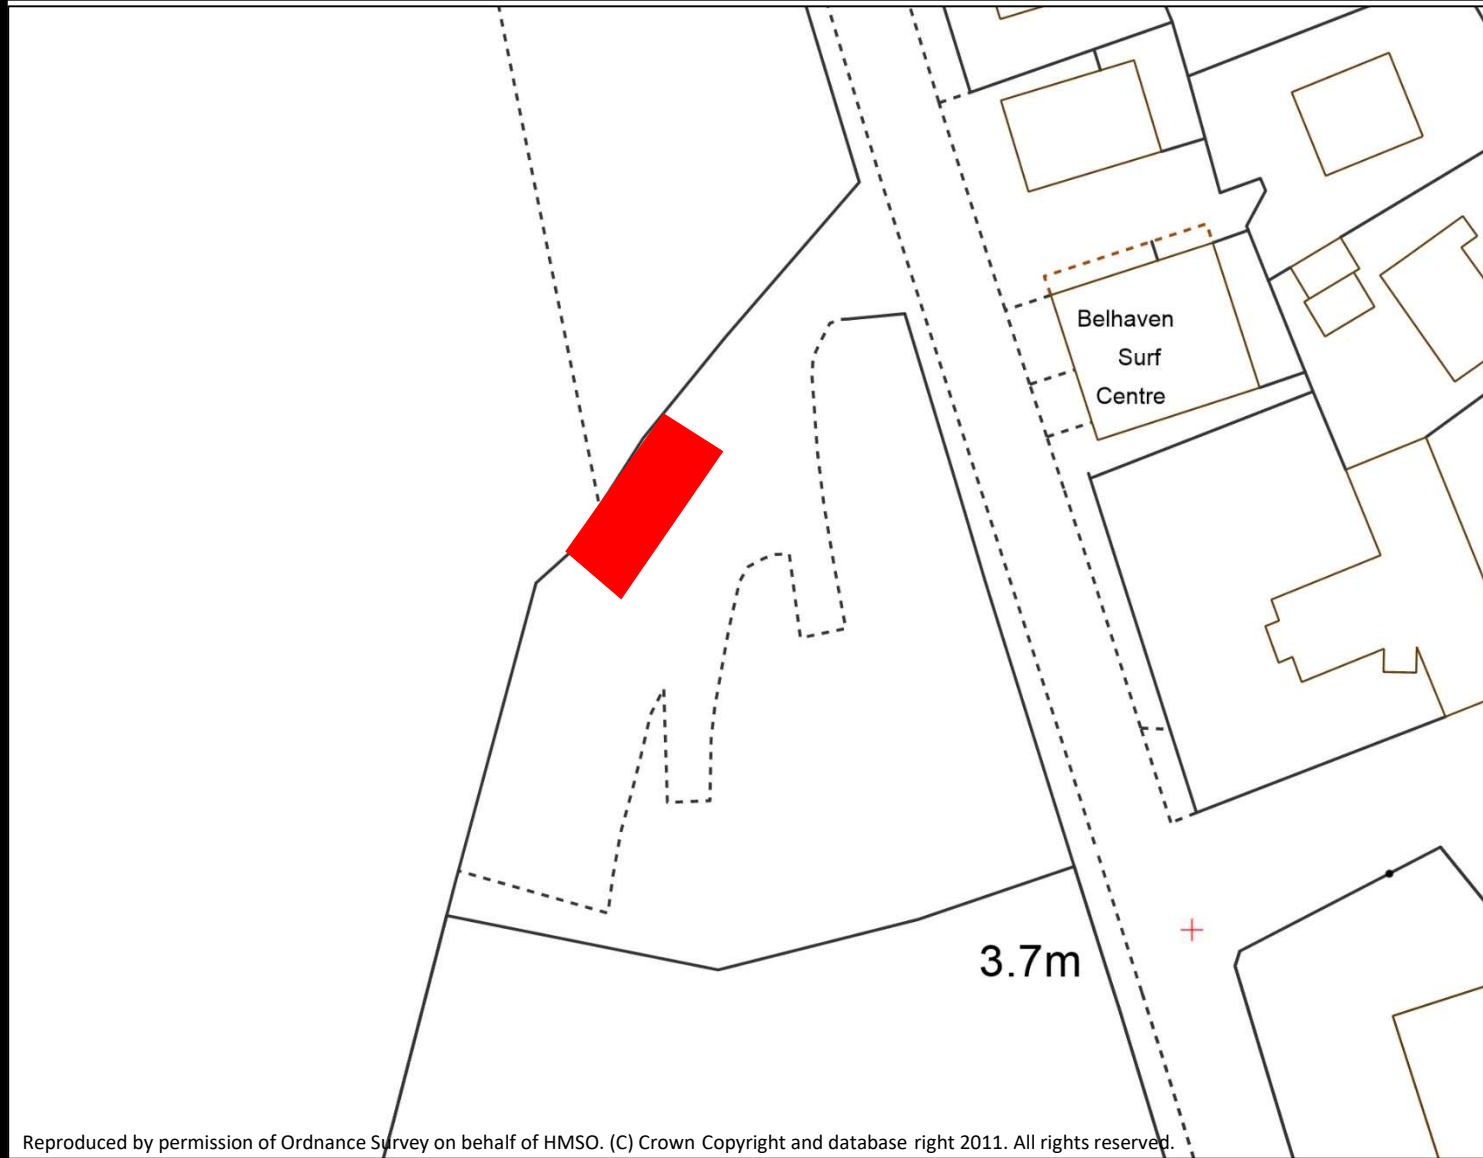 Belhaven
Surf
Centre
3.7m
Reproduced by permission of Ordnance Survey on behalf of HMSO. (C) Crown Copyright and database right 2011. All rights reserved.